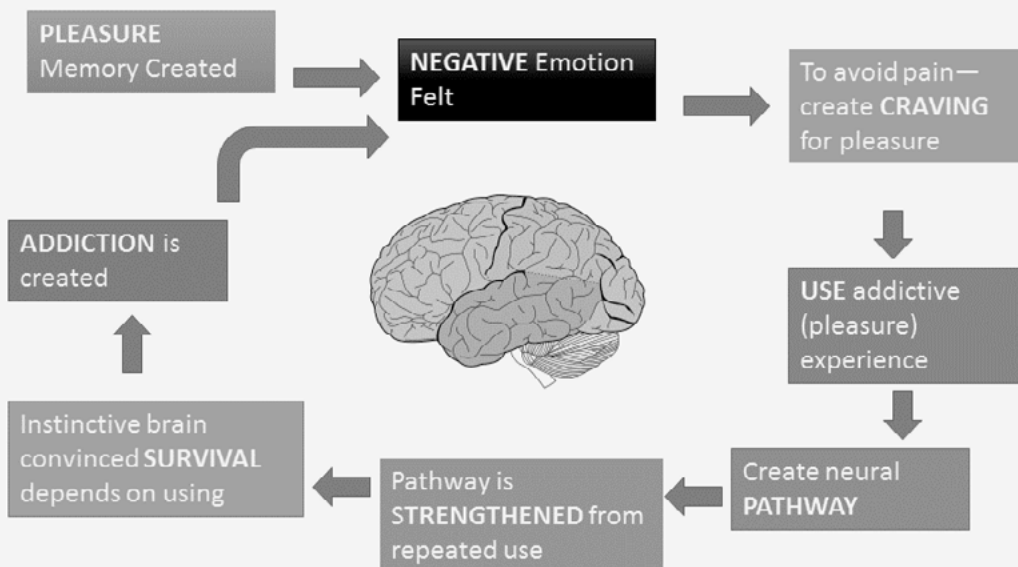 PLEASURE
Memory Created
NEGATIVE Emotion
Felt
To avoid pain—
create CRAVING
for pleasure
USE addictive
(pleasure)
experience
Create neural
PATHWAY
Pathway is
STRENGTHENED from
repeated use
Instinctive brain
convinced SURVIVAL
depends on using
ADDICTION is
created